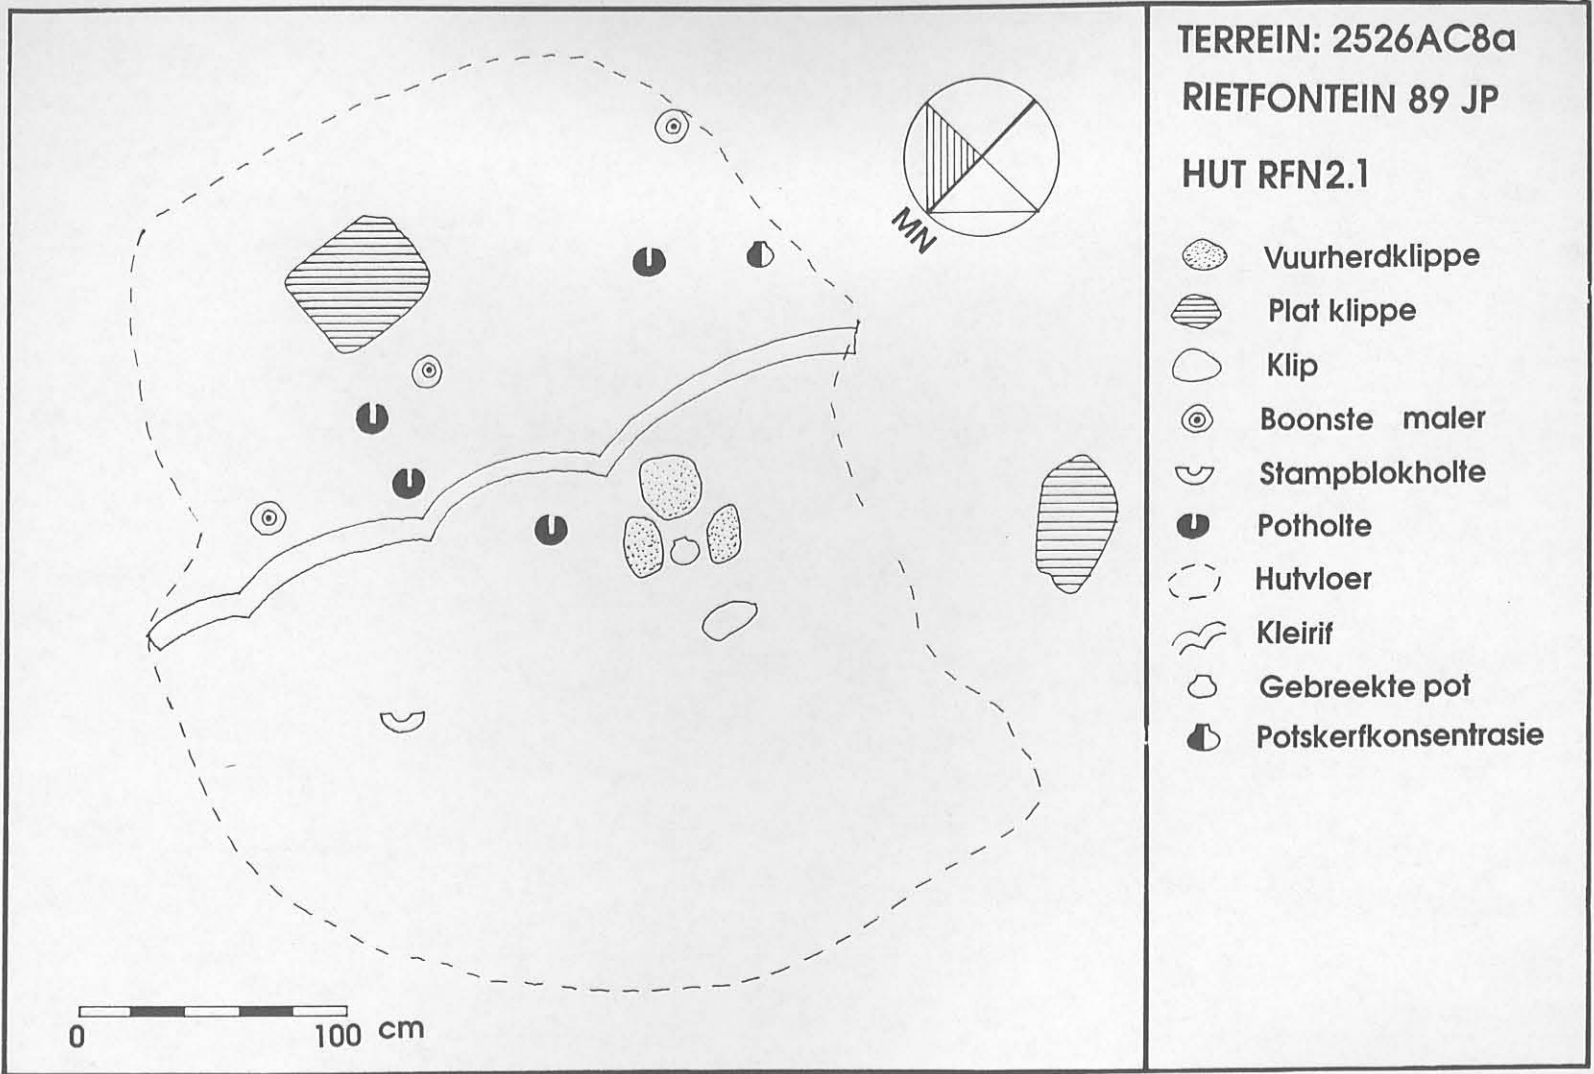 TERREIN: 2526AC8a
RIETFONTEIN 89 JP
HUT RFN2.1
Vuurherdklippe
Plat klippe
Klip
Boonste maler
Stampblokholte
Potholte
Hutvloer
Kleirif
Gebreekte pot
Potskerfkonsentrasie
MN
0 100 cm